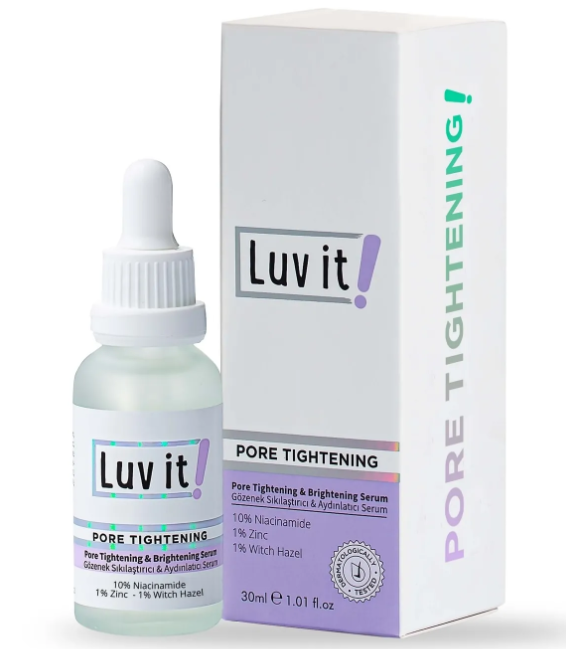 Luv it!
PORE TIGHTENING
Pore Tightening & Brightening Serum
Gözenek Sıkılaştırıcı & Aydınlatıcı Serum
10% Niacinamide
1% Zinc - 1% Witch Hazel
Luv it!
PORE TIGHTENING
Pore Tightening & Brightening Serum
Gözenek Sıkılaştırıcı & Aydınlatıcı Serum
10% Niacinamide
1% Zinc
1% Witch Hazel
DERMATOLOGICALLY • TESTED •
30ml ℮ 1.01 fl.oz
PORE TIGHTENING!